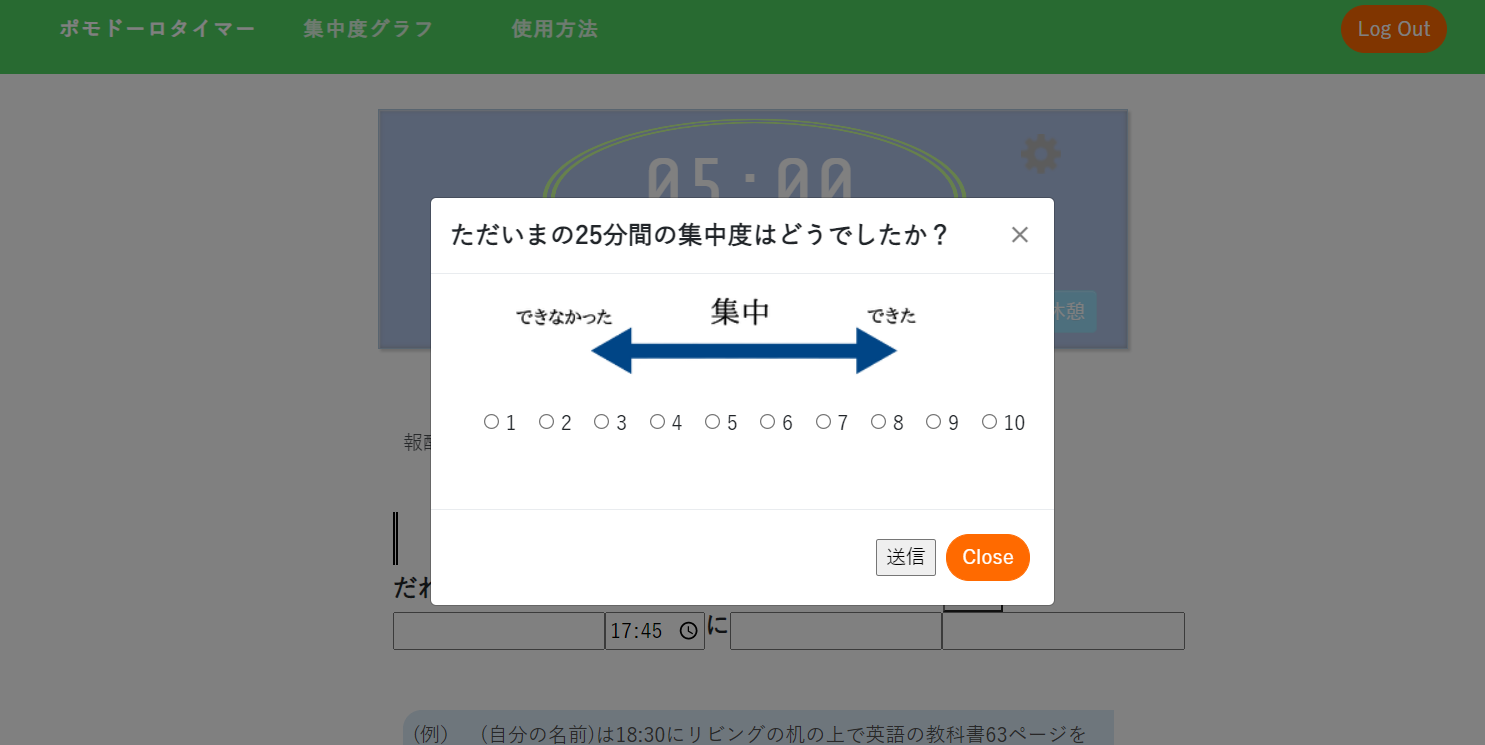 ポモドーロタイマー 集中度グラフ 使用方法 Log Out
05:00
ただいまの25分間の集中度はどうでしたか？
できなかった 集中 できた
休憩
1 2 3 4 5 6 7 8 9 10
報
送信 Close
だれ
17:45 に
(例) (自分の名前)は18:30にリビングの机の上で英語の教科書63ページを